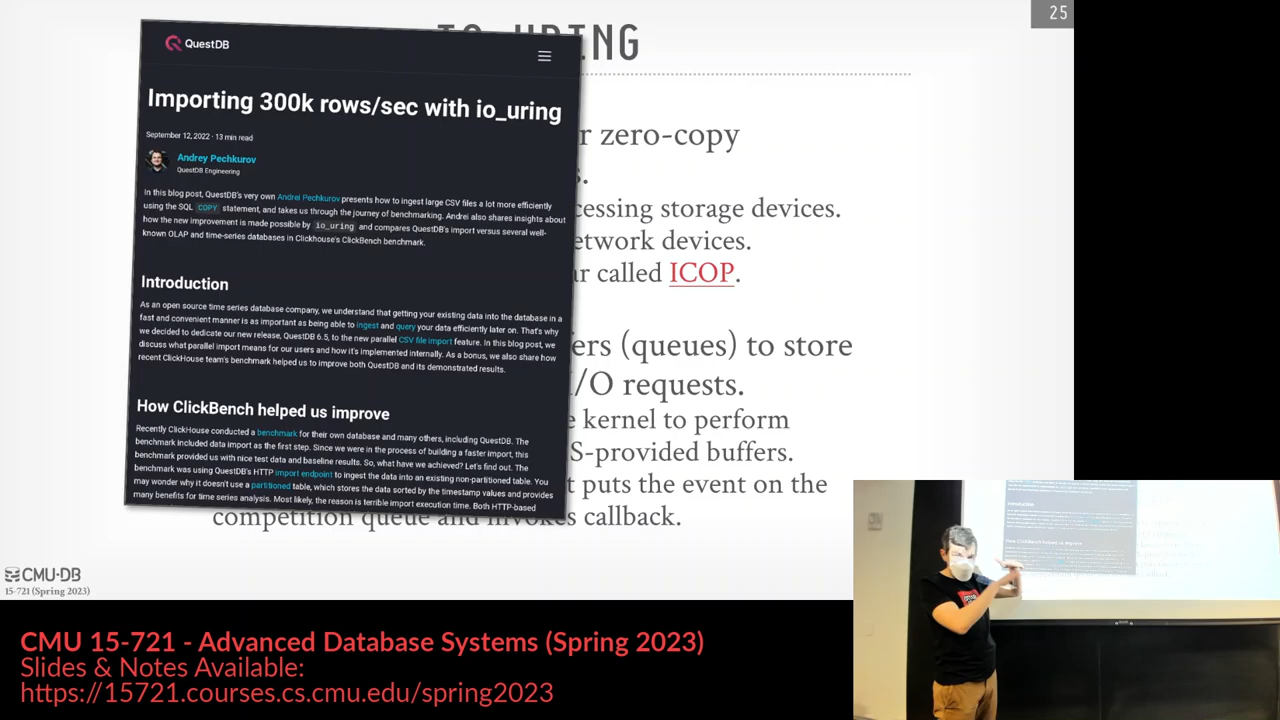 25
IO_URING
QuestDB
Importing 300k rows/sec with io_uring
September 12, 2022 · 13 min read
Andrey Pechkurov
QuestDB Engineering
In this blog post, QuestDB's very own Andrei Pechkurov presents how to ingest large CSV files a lot more efficiently
using the SQL COPY statement, and takes us through the journey of benchmarking. Andrei also shares insights about
how the new improvement is made possible by io_uring and compares QuestDB's import versus several well-
known OLAP and time-series databases in Clickhouse's ClickBench benchmark.
Introduction
As an open source time series database company, we understand that getting your existing data into the database in a
fast and convenient manner is as important as being able to ingest and query your data efficiently later on. That's why
we decided to dedicate our new release, QuestDB 6.5, to the new parallel CSV file import feature. In this blog post, we
discuss what parallel import means for our users and how it's implemented internally. As a bonus, we also share how
recent ClickHouse team's benchmark helped us to improve both QuestDB and its demonstrated results.
How ClickBench helped us improve
Recently ClickHouse conducted a benchmark for their own database and many others, including QuestDB. The
benchmark included data import as the first step. Since we were in the process of building a faster import, this
benchmark provided us with nice test data and baseline results. So, what have we achieved? Let's find out. The
benchmark was using QuestDB's HTTP import endpoint to ingest the data into an existing non-partitioned table. You
may wonder why it doesn't use a partitioned table, which stores the data sorted by the timestamp values and provides
many benefits for time series analysis. Most likely, the reason is terrible import execution time. Both HTTP-based
r zero-copy
s.
cessing storage devices.
etwork devices.
ar called ICOP.
ers (queues) to store
I/O requests.
e kernel to perform
S-provided buffers.
t puts the event on the
competition queue and invokes callback.
CMU·DB
15-721 (Spring 2023)
CMU 15-721 - Advanced Database Systems (Spring 2023)
Slides & Notes Available:
https://15721.courses.cs.cmu.edu/spring2023
Introduction
How ClickBench helped us improve